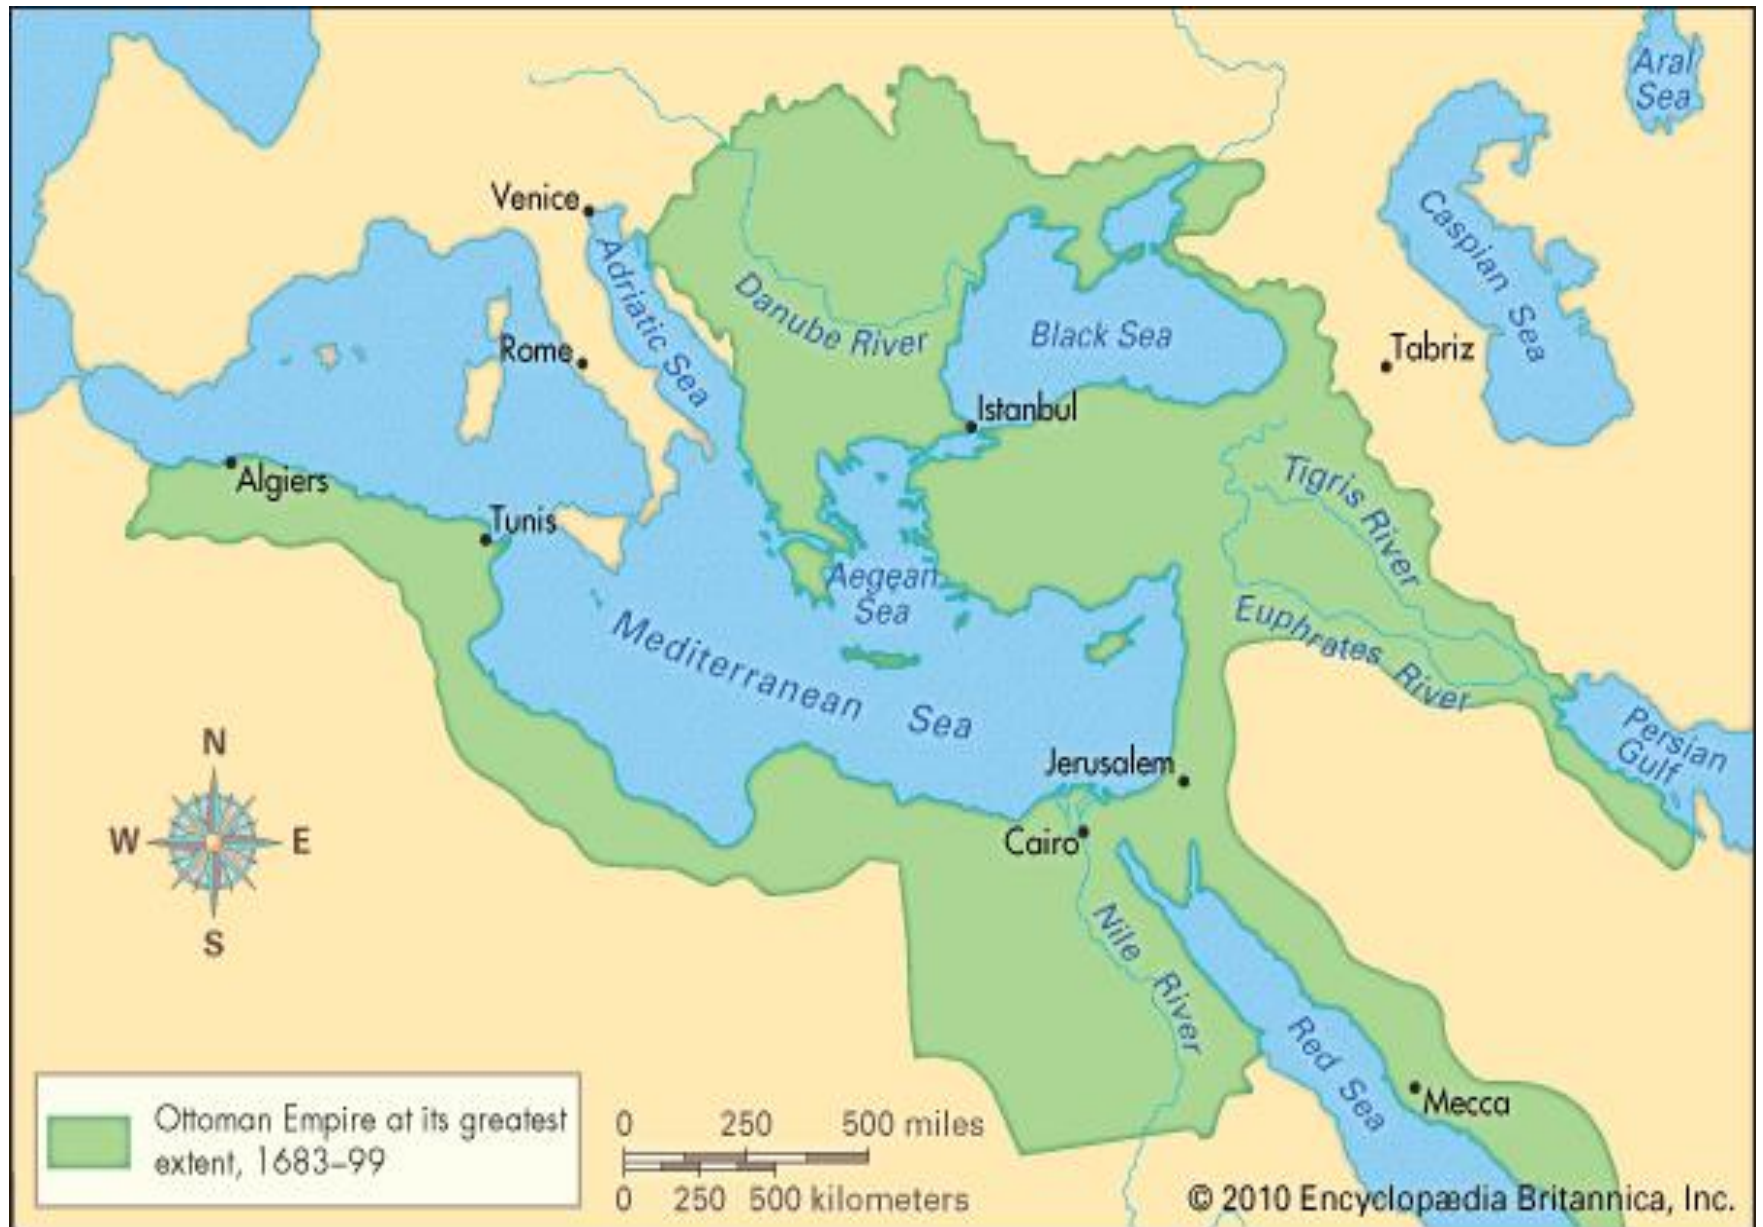 Aral
Sea
Venice
Caspian Sea
Adriatic Sea
Danube River
Black Sea
Rome
Tabriz
Istanbul
Algiers
Tigris River
Tunis
Aegean
Sea
Euphrates River
Mediterranean Sea
Persian
Gulf
N
W
E
S
Jerusalem
Cairo
Nile River
Red Sea
Mecca
Ottoman Empire at its greatest
extent, 1683–99
0 250 500 miles
0 250 500 kilometers
© 2010 Encyclopædia Britannica, Inc.